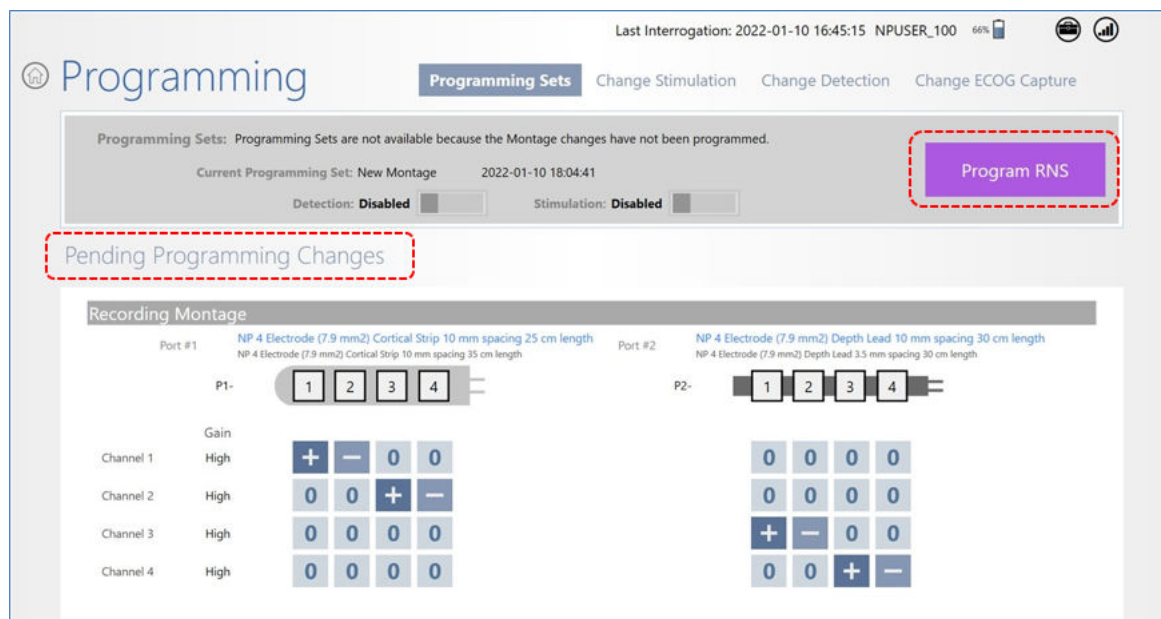 Last Interrogation: 2022-01-10 16:45:15 NPUSER_100 66%
Programming
Programming Sets Change Stimulation Change Detection Change ECOG Capture
Programming Sets: Programming Sets are not available because the Montage changes have not been programmed.
Current Programming Set: New Montage 2022-01-10 18:04:41
Detection: Disabled Stimulation: Disabled
Program RNS
Pending Programming Changes
Recording Montage
Port #1 NP 4 Electrode (7.9 mm2) Cortical Strip 10 mm spacing 25 cm length
NP 4 Electrode (7.9 mm2) Cortical Strip 10 mm spacing 35 cm length
Port #2 NP 4 Electrode (7.9 mm2) Depth Lead 10 mm spacing 30 cm length
NP 4 Electrode (7.9 mm2) Depth Lead 3.5 mm spacing 30 cm length
P1- 1 2 3 4 P2- 1 2 3 4
Gain
Channel 1 High + − 0 0 0 0 0 0
Channel 2 High 0 0 + − 0 0 0 0
Channel 3 High 0 0 0 0 + − 0 0
Channel 4 High 0 0 0 0 0 0 + −